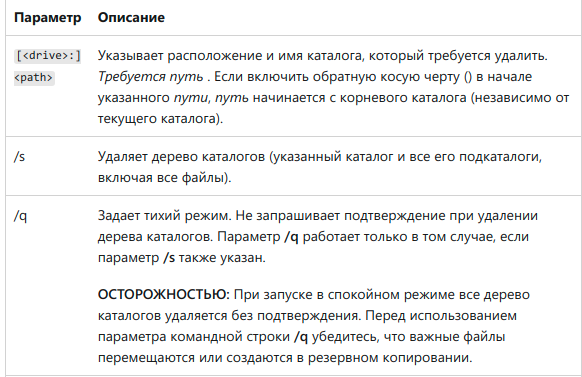 Параметр Описание
[<drive>:] Указывает расположение и имя каталога, который требуется удалить.
<path> Требуется путь . Если включить обратную косую черту () в начале
указанного пути, путь начинается с корневого каталога (независимо от
текущего каталога).
/s Удаляет дерево каталогов (указанный каталог и все его подкаталоги,
включая все файлы).
/q Задает тихий режим. Не запрашивает подтверждение при удалении
дерева каталогов. Параметр /q работает только в том случае, если
параметр /s также указан.
ОСТОРОЖНОСТЬЮ: При запуске в спокойном режиме все дерево
каталогов удаляется без подтверждения. Перед использованием
параметра командной строки /q убедитесь, что важные файлы
перемещаются или создаются в резервном копировании.